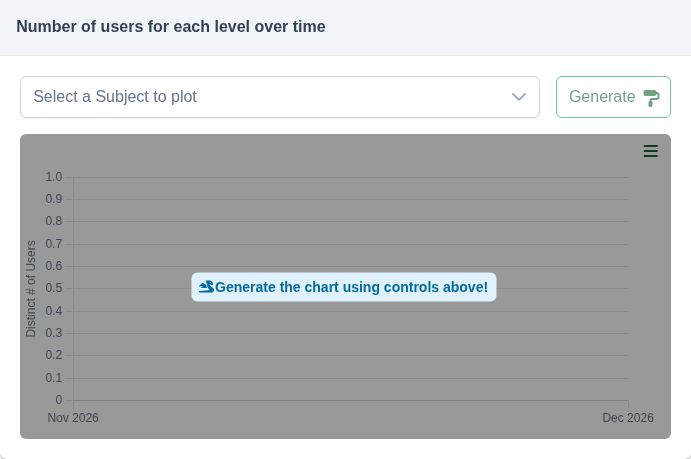 Number of users for each level over time
Select a Subject to plot
Generate
1.0
0.9
0.8
0.7
0.6
0.5
0.4
0.3
0.2
0.1
0
Distinct # of Users
Generate the chart using controls above!
Nov 2026
Dec 2026